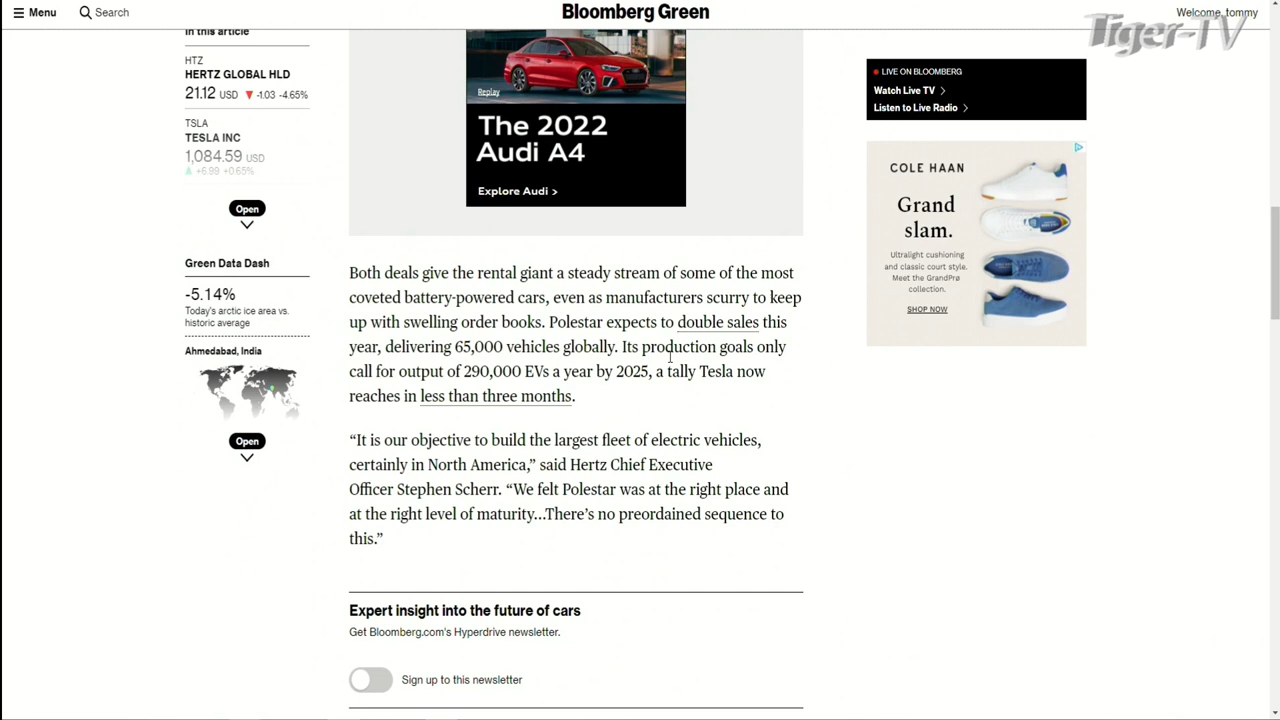 Menu
Search
Bloomberg Green
Welcome, tommy
Tiger-TV
In this article
HTZ
HERTZ GLOBAL HLD
21.12 USD ▼ -1.03 -4.65%
TSLA
TESLA INC
1,084.59 USD
▲ +6.99 +0.65%
Open
Green Data Dash
-5.14%
Today's arctic ice area vs.
historic average
Ahmedabad, India
Open
Replay
The 2022
Audi A4
Explore Audi >
Both deals give the rental giant a steady stream of some of the most
coveted battery-powered cars, even as manufacturers scurry to keep
up with swelling order books. Polestar expects to double sales this
year, delivering 65,000 vehicles globally. Its production goals only
call for output of 290,000 EVs a year by 2025, a tally Tesla now
reaches in less than three months.
“It is our objective to build the largest fleet of electric vehicles,
certainly in North America,” said Hertz Chief Executive
Officer Stephen Scherr. “We felt Polestar was at the right place and
at the right level of maturity...There’s no preordained sequence to
this.”
Expert insight into the future of cars
Get Bloomberg.com's Hyperdrive newsletter.
Sign up to this newsletter
LIVE ON BLOOMBERG
Watch Live TV >
Listen to Live Radio >
COLE HAAN
Grand
slam.
Ultralight cushioning
and classic court style.
Meet the GrandPrø
collection.
SHOP NOW